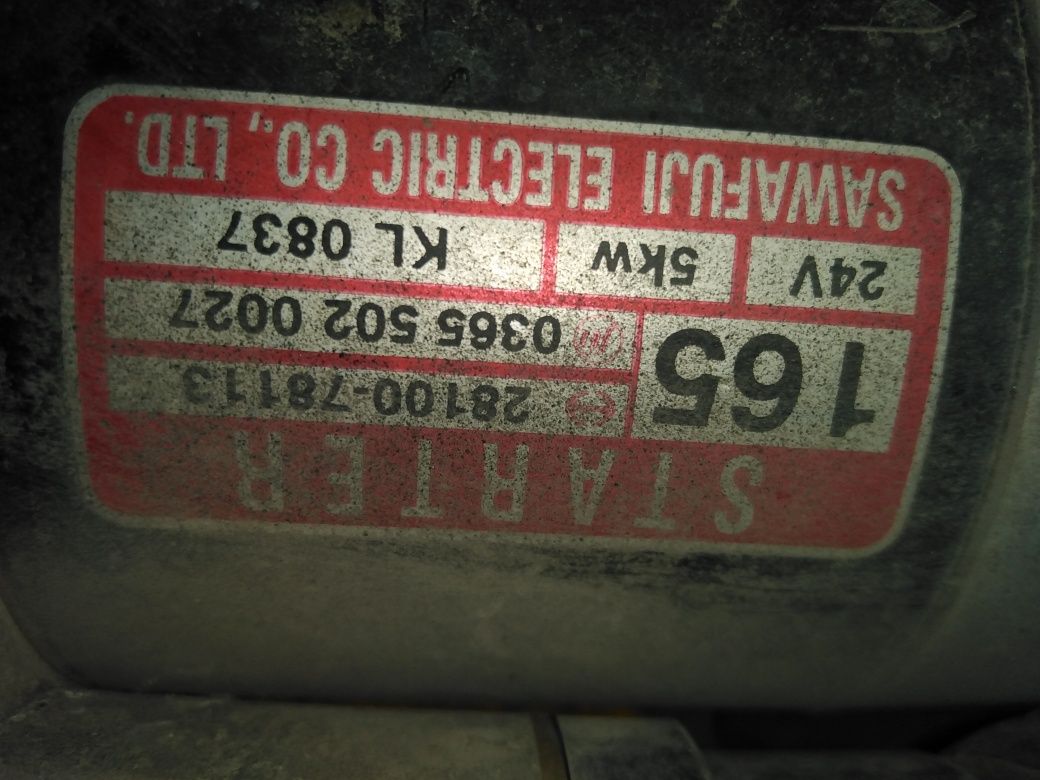 STARTER
165
28100-78113
0365 502 0027
24V 5kw KL 0837
SAWAFUJI ELECTRIC CO., LTD.